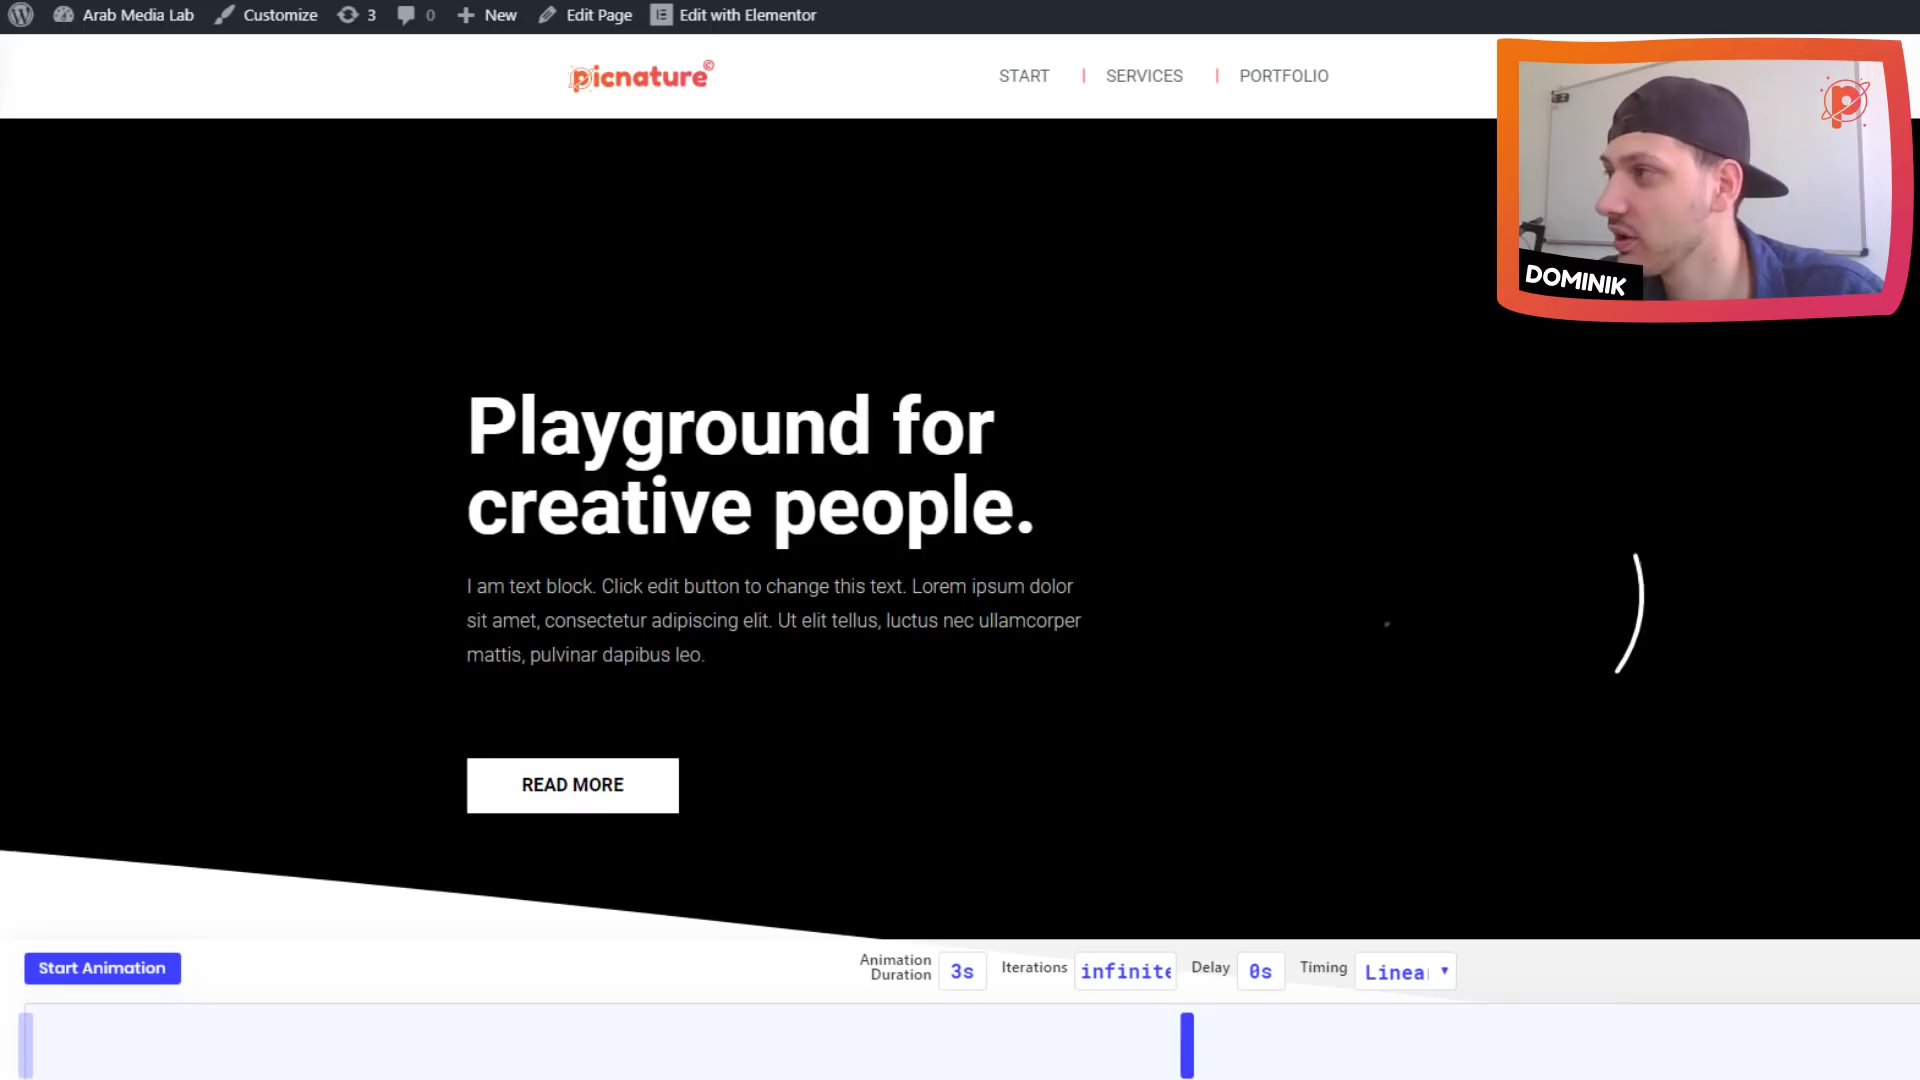 Arab Media Lab Customize 3 0 New Edit Page Edit with Elementor
picnature©
START | SERVICES | PORTFOLIO
p
DOMINIK
Playground for
creative people.
I am text block. Click edit button to change this text. Lorem ipsum dolor
sit amet, consectetur adipiscing elit. Ut elit tellus, luctus nec ullamcorper
mattis, pulvinar dapibus leo.
READ MORE
Start Animation
Animation
Duration
3s
Iterations
infinite
Delay
0s
Timing
Linea